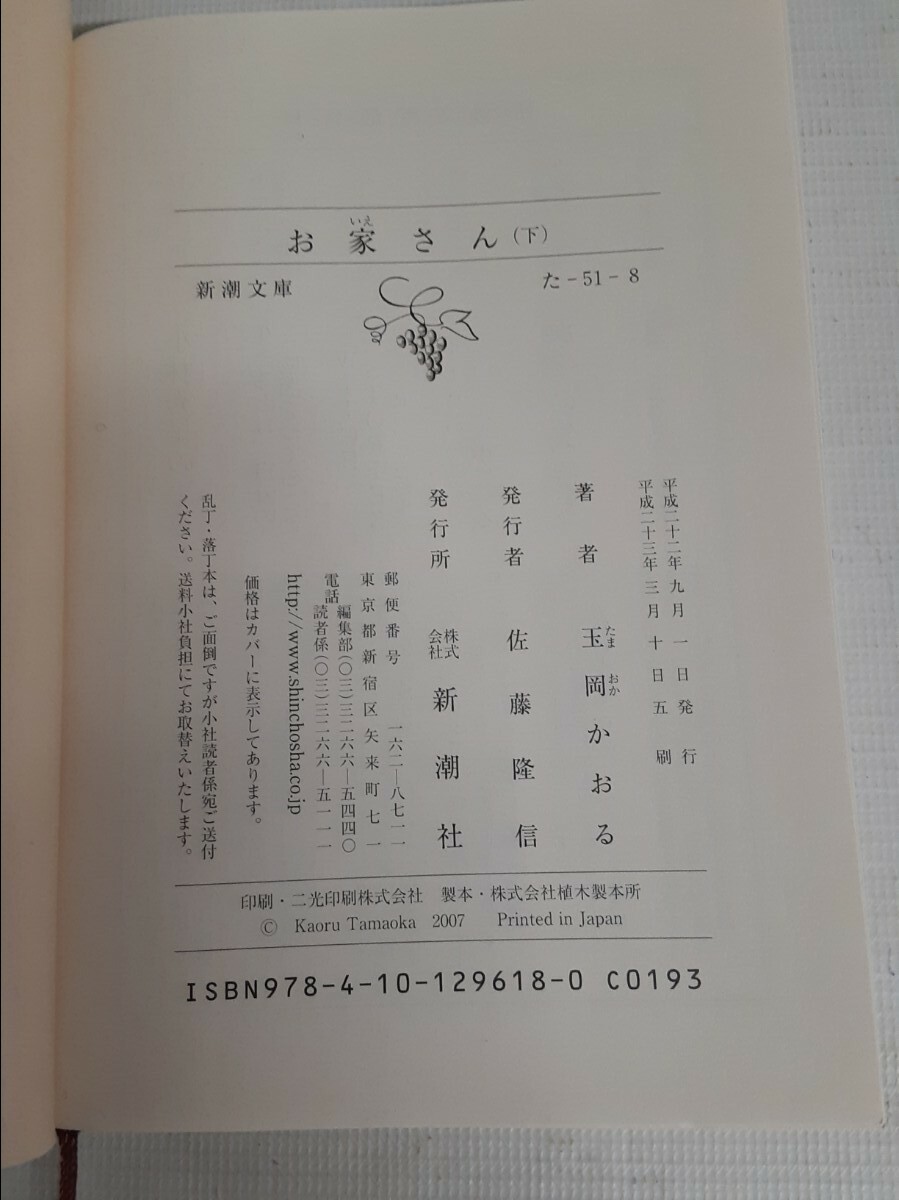 お家さん(下)
いえ
新潮文庫
た-51-8
平成二十二年九月一日発行
平成二十三年三月十日五刷
著者 玉岡かおる
たま おか
発行者 佐藤隆信
発行所 株式会社 新潮社
郵便番号 一六二―八七一一
東京都新宿区矢来町七一
電話 編集部(〇三)三二六六―五四四〇
読者係(〇三)三二六六―五一一一
http://www.shinchosha.co.jp
価格はカバーに表示してあります。
乱丁・落丁本は、ご面倒ですが小社読者係宛ご送付
ください。送料小社負担にてお取替えいたします。
印刷・二光印刷株式会社 製本・株式会社植木製本所
© Kaoru Tamaoka 2007 Printed in Japan
ISBN978-4-10-129618-0 C0193